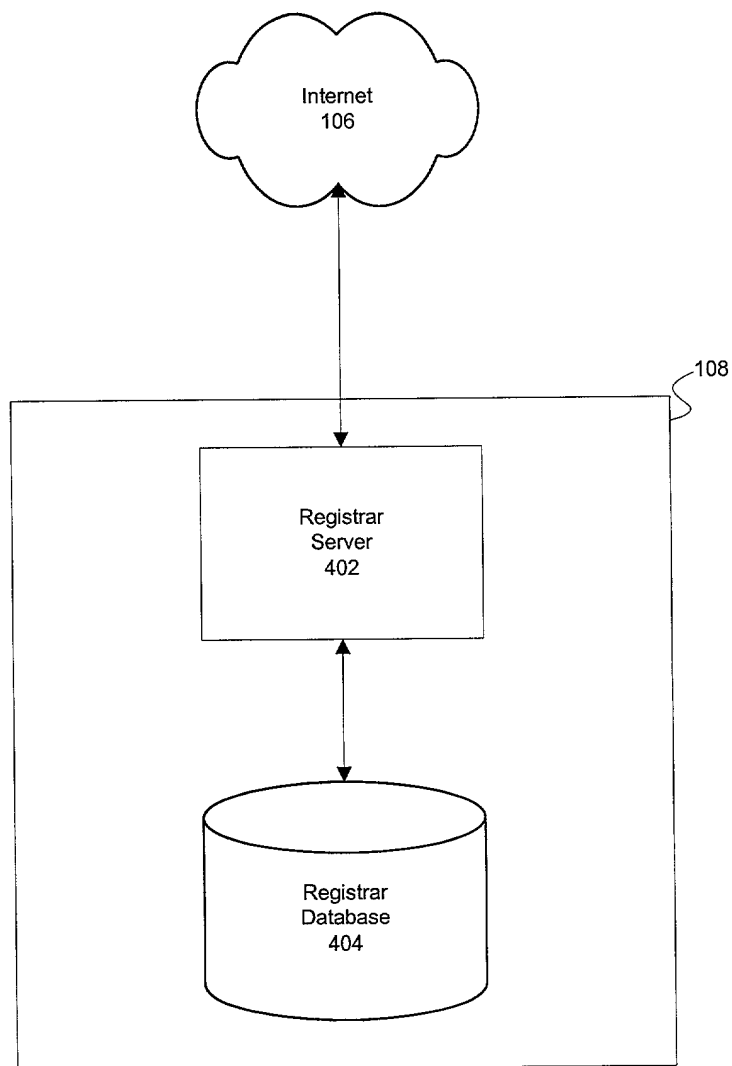 Internet
106
108
Registrar
Server
402
Registrar
Database
404